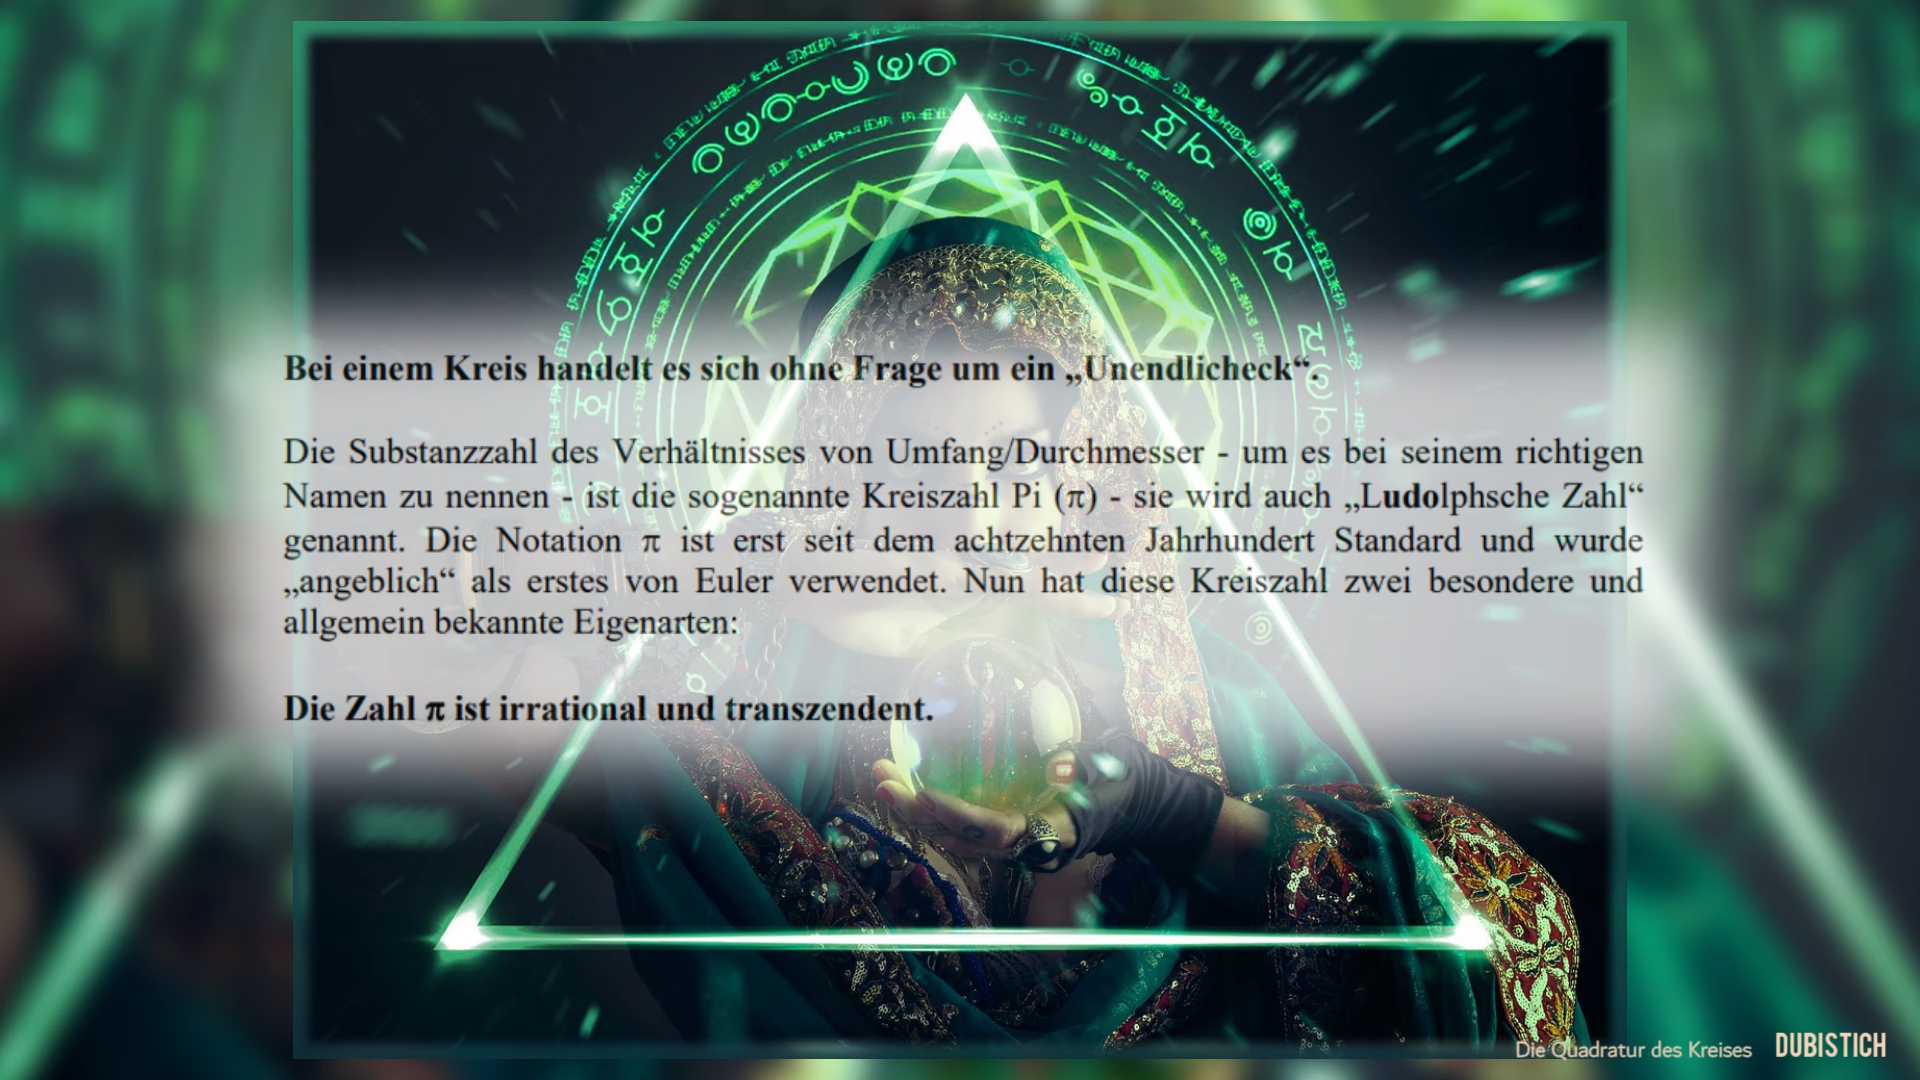 Bei einem Kreis handelt es sich ohne Frage um ein „Unendlicheck“.
Die Substanzzahl des Verhältnisses von Umfang/Durchmesser - um es bei seinem richtigen
Namen zu nennen - ist die sogenannte Kreiszahl Pi (π) - sie wird auch „Ludolphsche Zahl“
genannt. Die Notation π ist erst seit dem achtzehnten Jahrhundert Standard und wurde
„angeblich“ als erstes von Euler verwendet. Nun hat diese Kreiszahl zwei besondere und
allgemein bekannte Eigenarten:
Die Zahl π ist irrational und transzendent.
Die Quadratur des Kreises DUBISTICH